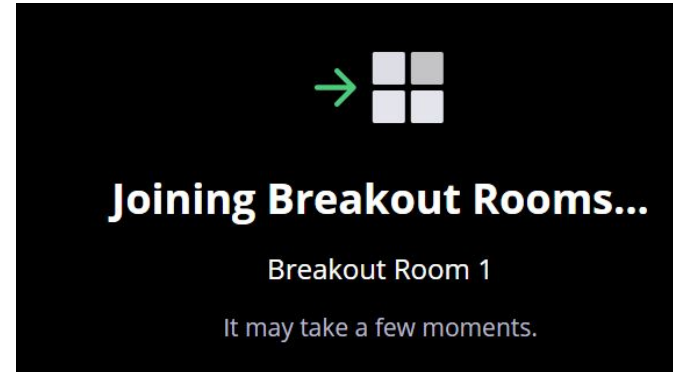 Joining Breakout Rooms...
Breakout Room 1
It may take a few moments.